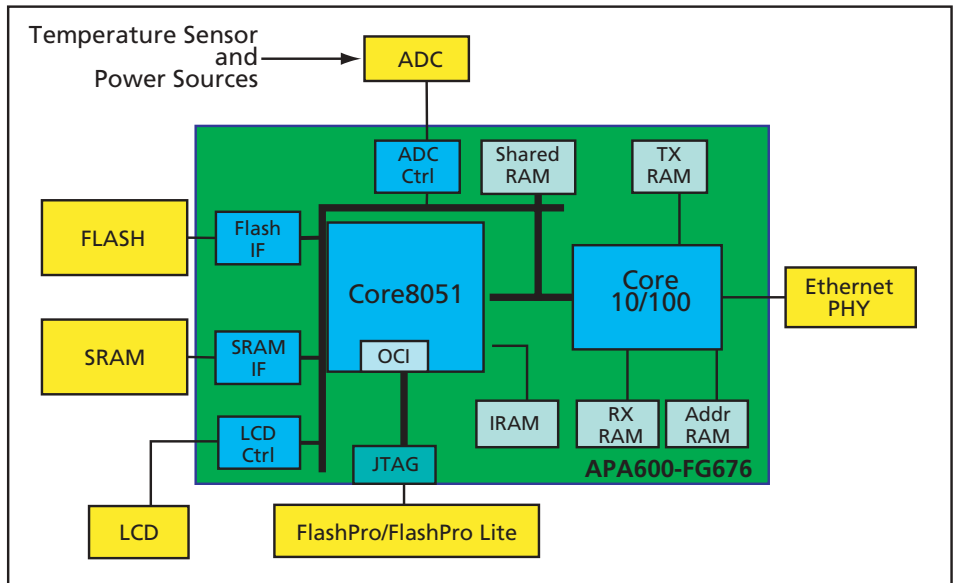 Temperature Sensor
and
Power Sources
ADC
ADC
Ctrl
Shared
RAM
TX
RAM
FLASH
Flash
IF
Core8051
Core
10/100
Ethernet
PHY
SRAM
SRAM
IF
OCI
LCD
Ctrl
IRAM
RX
RAM
Addr
RAM
JTAG
APA600-FG676
LCD
FlashPro/FlashPro Lite